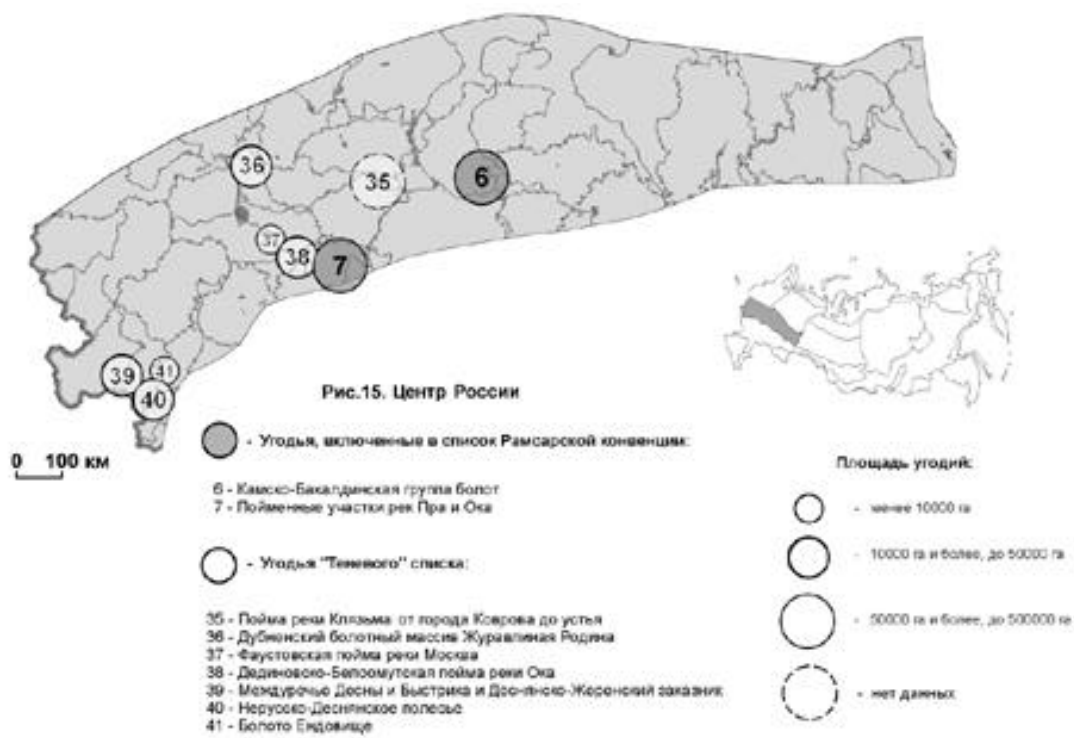 36
35
6
37
38
7
39
41
40
Рис.15. Центр России
0 100 км
- Угодья, включенные в список Рамсарской конвенции:
6 - Камско-Бакалдинская группа болот
7 - Пойменные участки рек Пра и Ока
- Угодья "Теневого" списка:
35 - Пойма реки Клязьма от города Коврова до устья
36 - Дубненский болотный массив Журавлиная Родина
37 - Фаустовская пойма реки Москва
38 - Дединовско-Белоомутская пойма реки Ока
39 - Междуречье Десны и Быстрика и Деснянско-Жеренский заказник
40 - Неруссо-Деснянское полесье
41 - Болото Ендовище
Площадь угодий:
- менее 10000 га
- 10000 га и более, до 50000 га
- 50000 га и более, до 500000 га
- нет данных